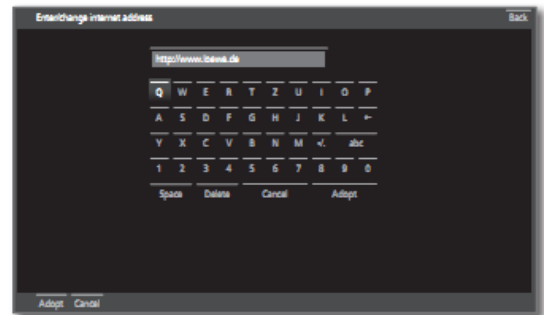 Enter/change internet address Back
http://www.loewe.de
Q W E R T Z U I O P
A S D F G H J K L ←
Y X C V B N M abc
1 2 3 4 5 6 7 8 9 0
Space Delete Cancel Adopt
Adopt Cancel